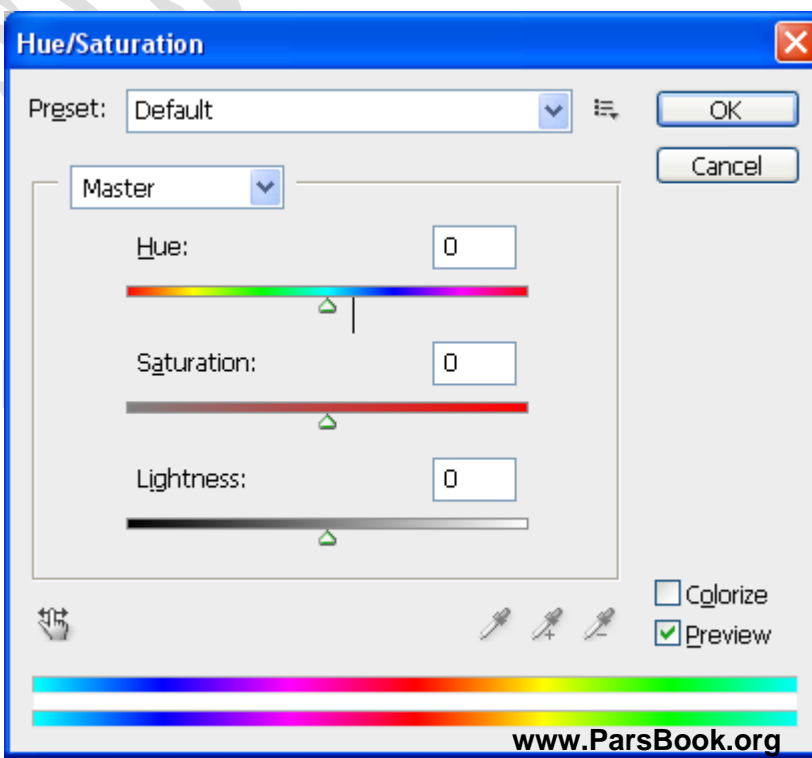 Hue/Saturation
Preset: Default
OK
Cancel
Master
Hue: 0
Saturation: 0
Lightness: 0
Colorize
Preview
www.ParsBook.org